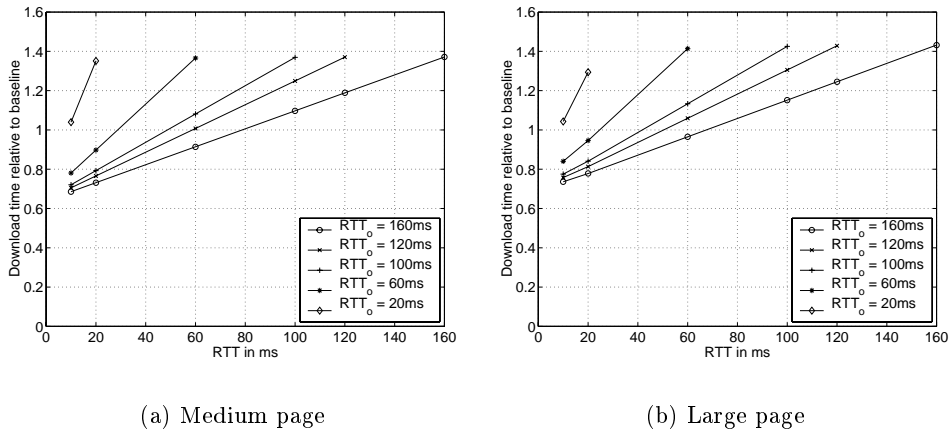 1.6
1.4
1.2
1
0.8
0.6
0.4
0.2
0
Download time relative to baseline
0 20 40 60 80 100 120 140 160
RTT in ms
RTTo = 160ms
RTTo = 120ms
RTTo = 100ms
RTTo = 60ms
RTTo = 20ms
(a) Medium page
1.6
1.4
1.2
1
0.8
0.6
0.4
0.2
0
Download time relative to baseline
0 20 40 60 80 100 120 140 160
RTT in ms
RTTo = 160ms
RTTo = 120ms
RTTo = 100ms
RTTo = 60ms
RTTo = 20ms
(b) Large page